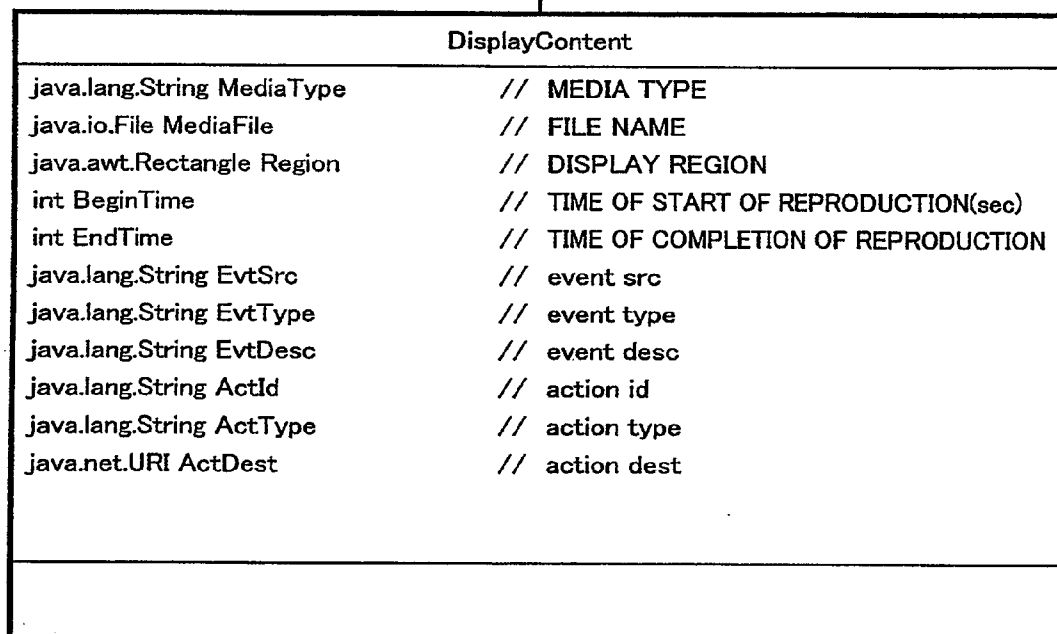 DisplayContent
java.lang.String MediaType // MEDIA TYPE
java.io.File MediaFile // FILE NAME
java.awt.Rectangle Region // DISPLAY REGION
int BeginTime // TIME OF START OF REPRODUCTION(sec)
int EndTime // TIME OF COMPLETION OF REPRODUCTION
java.lang.String EvtSrc // event src
java.lang.String EvtType // event type
java.lang.String EvtDesc // event desc
java.lang.String ActId // action id
java.lang.String ActType // action type
java.net.URI ActDest // action dest